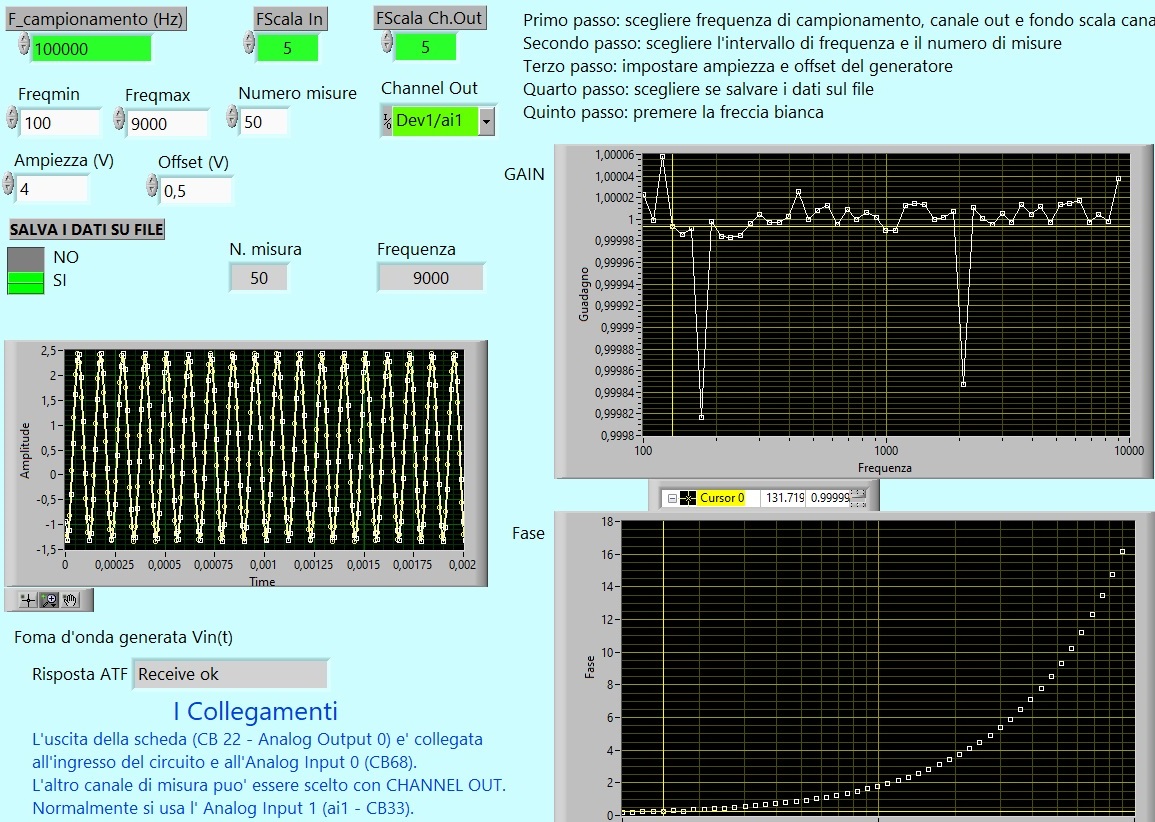 F_campionamento (Hz)
100000
FScala In
5
FScala Ch.Out
5
Freqmin
100
Freqmax
9000
Numero misure
50
Channel Out
I/0
Dev1/ai1
Ampiezza (V)
4
Offset (V)
0,5
SALVA I DATI SU FILE
NO
SI
N. misura
50
Frequenza
9000
Primo passo: scegliere frequenza di campionamento, canale out e fondo scala cana
Secondo passo: scegliere l'intervallo di frequenza e il numero di misure
Terzo passo: impostare ampiezza e offset del generatore
Quarto passo: scegliere se salvare i dati sul file
Quinto passo: premere la freccia bianca
GAIN
Guadagno
1,00006
1,00004
1,00002
1
0,99998
0,99996
0,99994
0,99992
0,9999
0,99988
0,99986
0,99984
0,99982
0,9998
100
1000
10000
Frequenza
Cursor 0
131.719
0.99999
Amplitude
2,5
2
1,5
1
0,5
0
-0,5
-1
-1,5
0
0,00025
0,0005
0,00075
0,001
0,00125
0,0015
0,00175
0,002
Time
Fase
Fase
18
16
14
12
10
8
6
4
2
0
Foma d'onda generata Vin(t)
Risposta ATF
Receive ok
I Collegamenti
L'uscita della scheda (CB 22 - Analog Output 0) e' collegata
all'ingresso del circuito e all'Analog Input 0 (CB68).
L'altro canale di misura puo' essere scelto con CHANNEL OUT.
Normalmente si usa l' Analog Input 1 (ai1 - CB33).